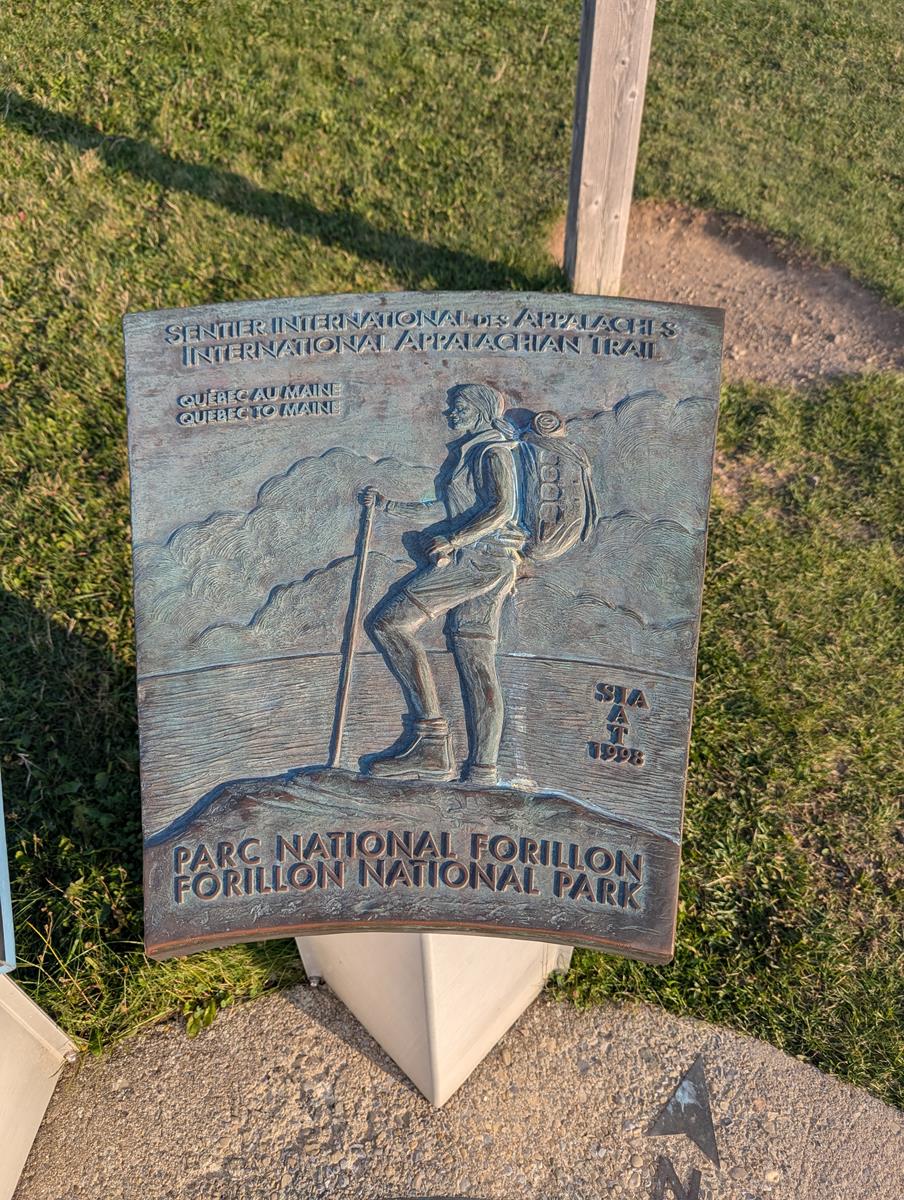 SENTIER INTERNATIONAL DES APPALACHES
INTERNATIONAL APPALACHIAN TRAIL
QUÉBEC AU MAINE
QUEBEC TO MAINE
SIA
A
T
1998
PARC NATIONAL FORILLON
FORILLON NATIONAL PARK
N